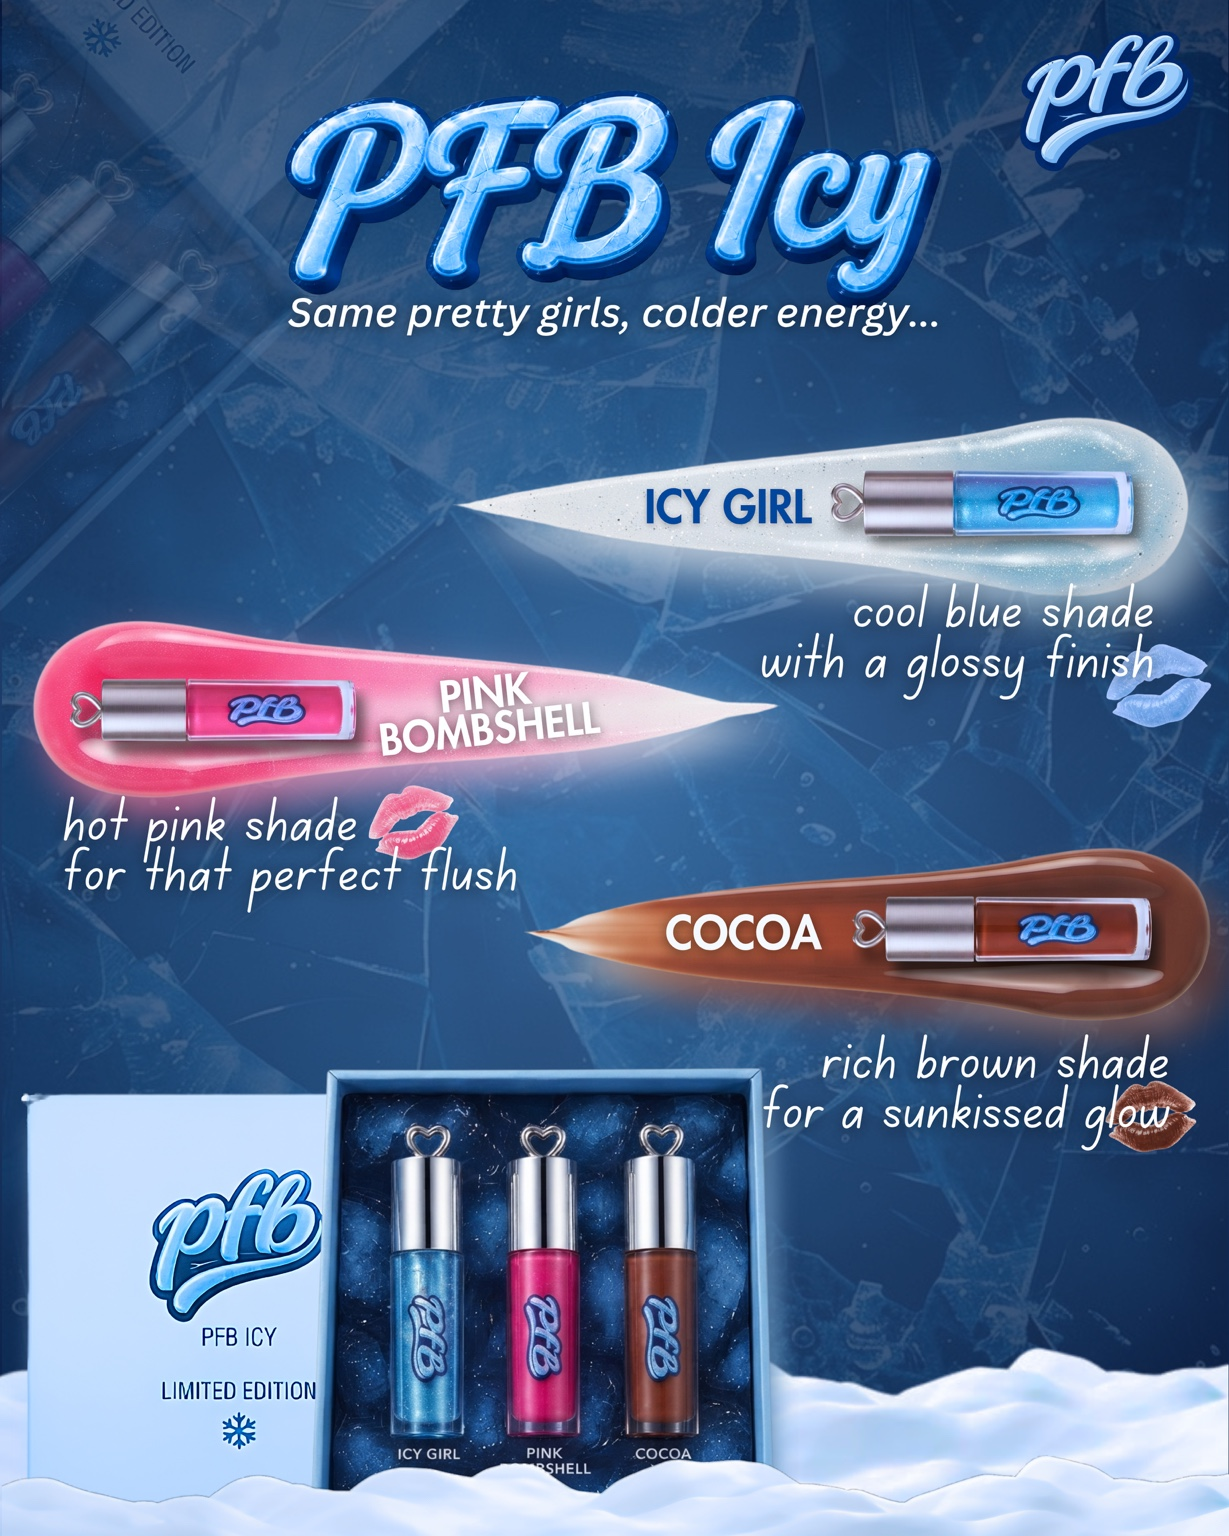 D EDITION
pfb
PFB Icy
Same pretty girls, colder energy...
ICY GIRL
PfB
cool blue shade
with a glossy finish
PfB
PINK
BOMBSHELL
hot pink shade
for that perfect flush
COCOA
PfB
rich brown shade
for a sunkissed glow
pfb
PFB ICY
LIMITED EDITION
PfB
PfB
PfB
ICY GIRL
PINK
BOMBSHELL
COCOA